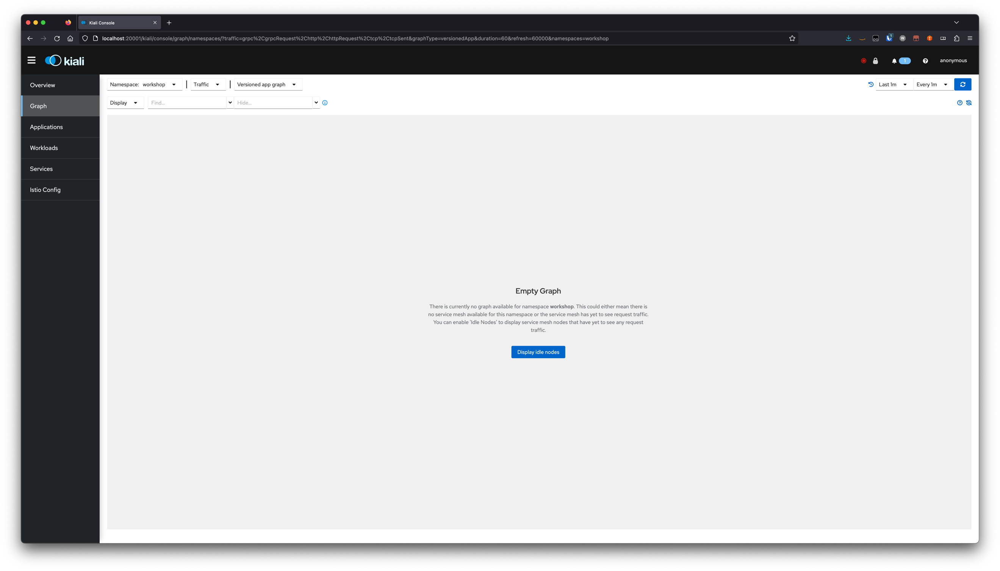 Kiali Console
localhost:20001/kiali/console/graph/namespaces/?traffic=grpc%2CgrpcRequest%2Chttp%2ChttpRequest%2Ctcp%2CtcpSent&graphType=versionedApp&duration=60&refresh=60000&namespaces=workshop
1
W
kiali
1
anonymous
Overview
Graph
Applications
Workloads
Services
Istio Config
Namespace: workshop
Traffic
Versioned app graph
Last 1m
Every 1m
Display
Find...
Hide...
Empty Graph
There is currently no graph available for namespace workshop. This could either mean there is
no service mesh available for this namespace or the service mesh has yet to see request traffic.
You can enable 'Idle Nodes' to display service mesh nodes that have yet to see any request
traffic.
Display idle nodes